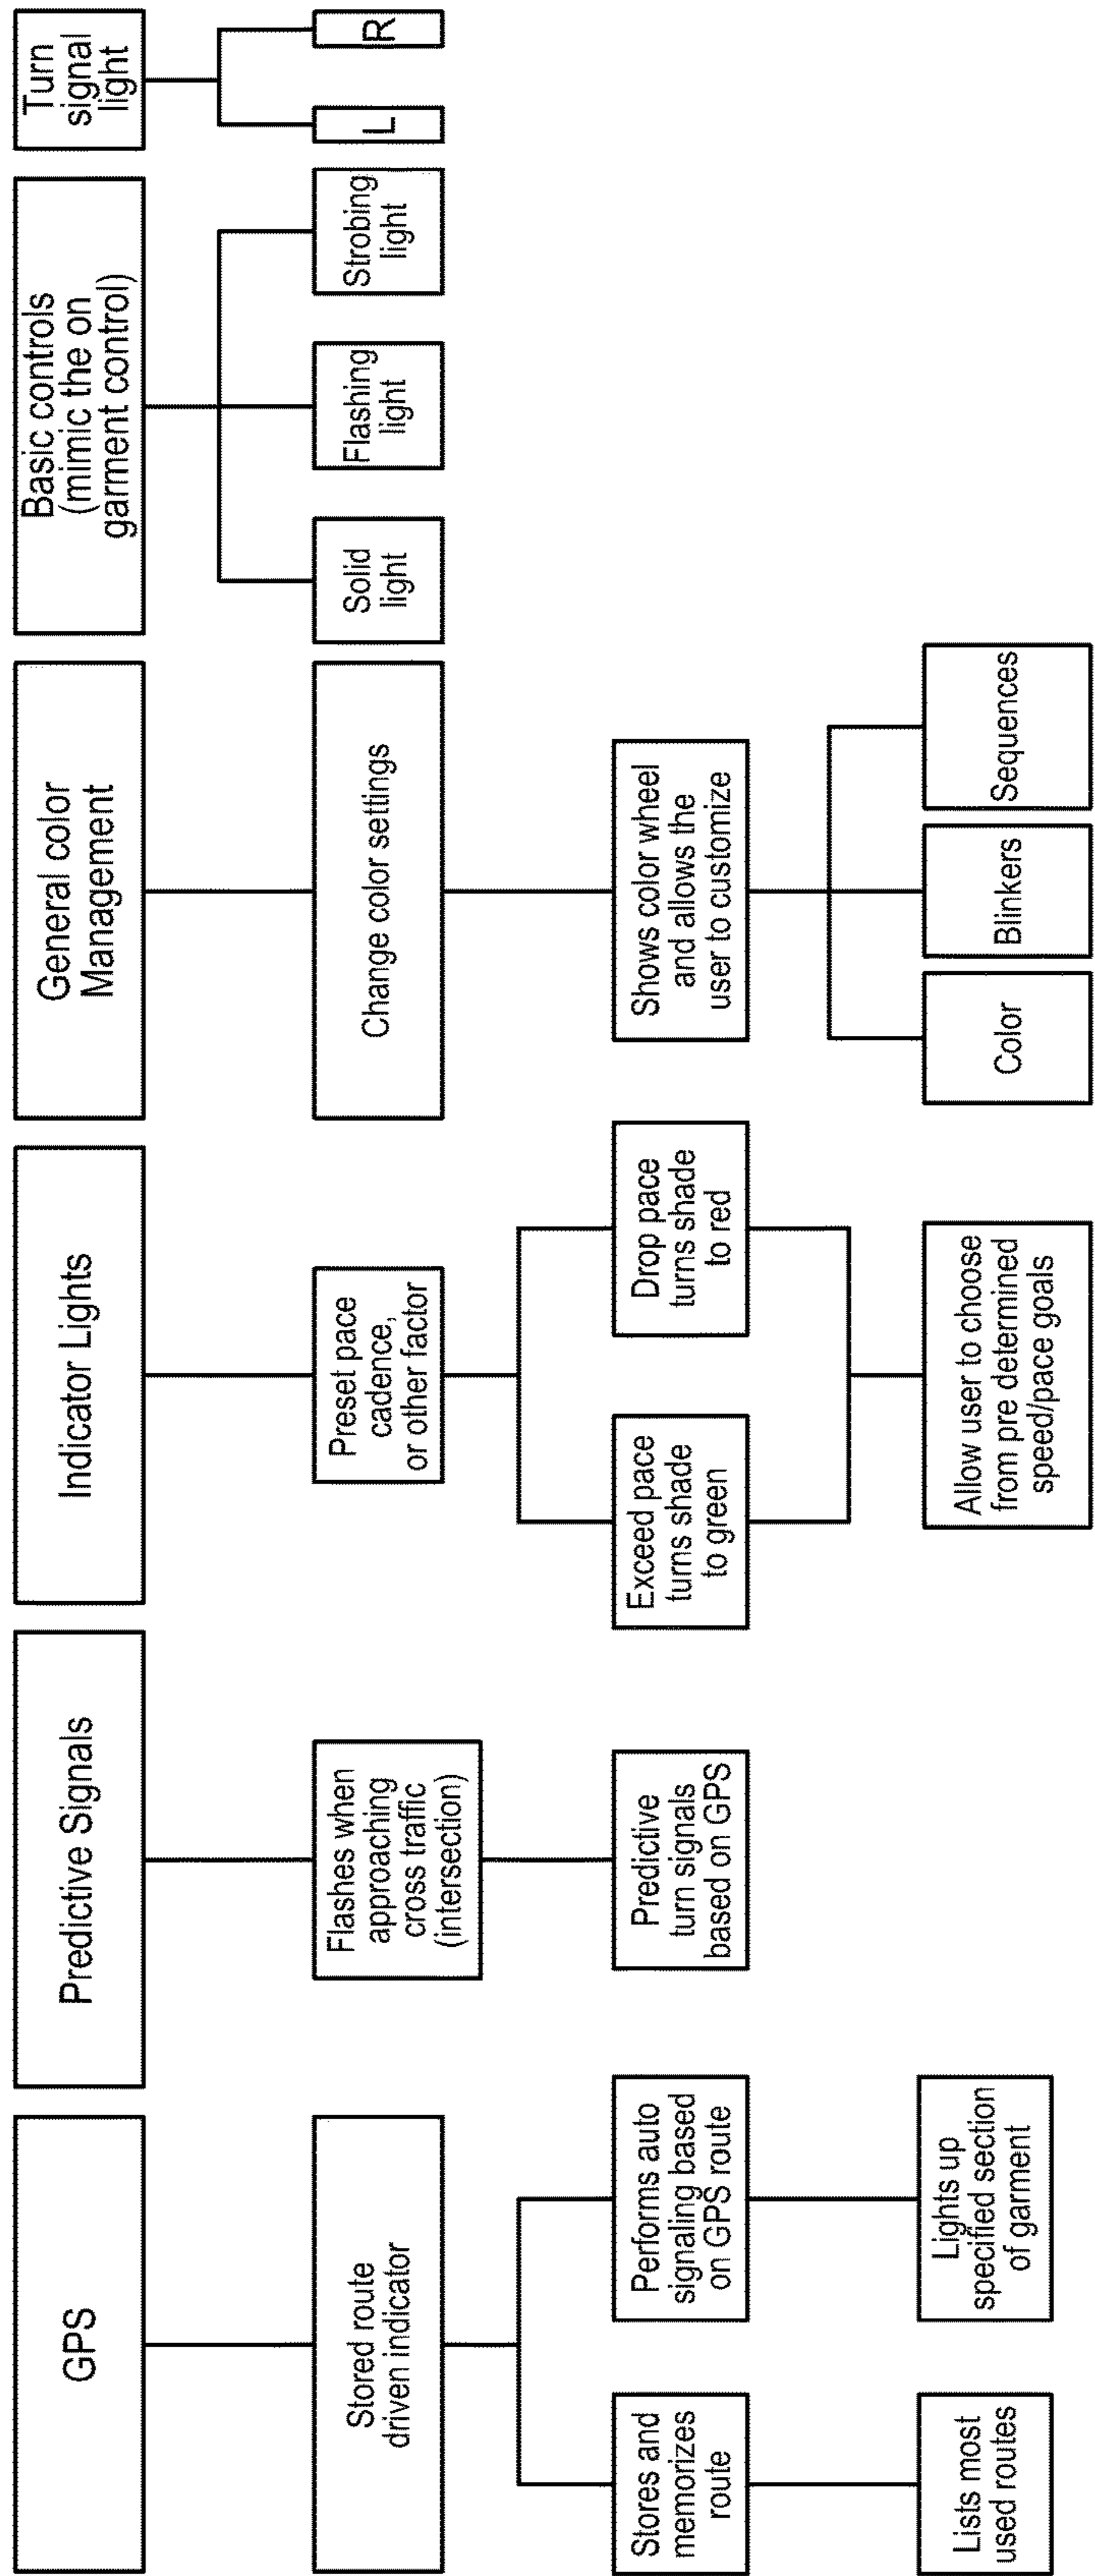 GPS
Stored route
driven indicator
Stores and
memorizes
route
Lists most
used routes
Performs auto
signaling based
on GPS route
Lights up
specified section
of garment
Predictive Signals
Flashes when
approaching
cross traffic
(intersection)
Predictive
turn signals
based on GPS
Indicator Lights
Preset pace
cadence,
or other factor
Exceed pace
turns shade
to green
Drop pace
turns shade
to red
Allow user to choose
from pre determined
speed/pace goals
General color
Management
Change color settings
Shows color wheel
and allows the
user to customize
Color
Blinkers
Sequences
Basic controls
(mimic the on
garment control)
Solid
light
Flashing
light
Strobing
light
Turn
signal
light
L
R